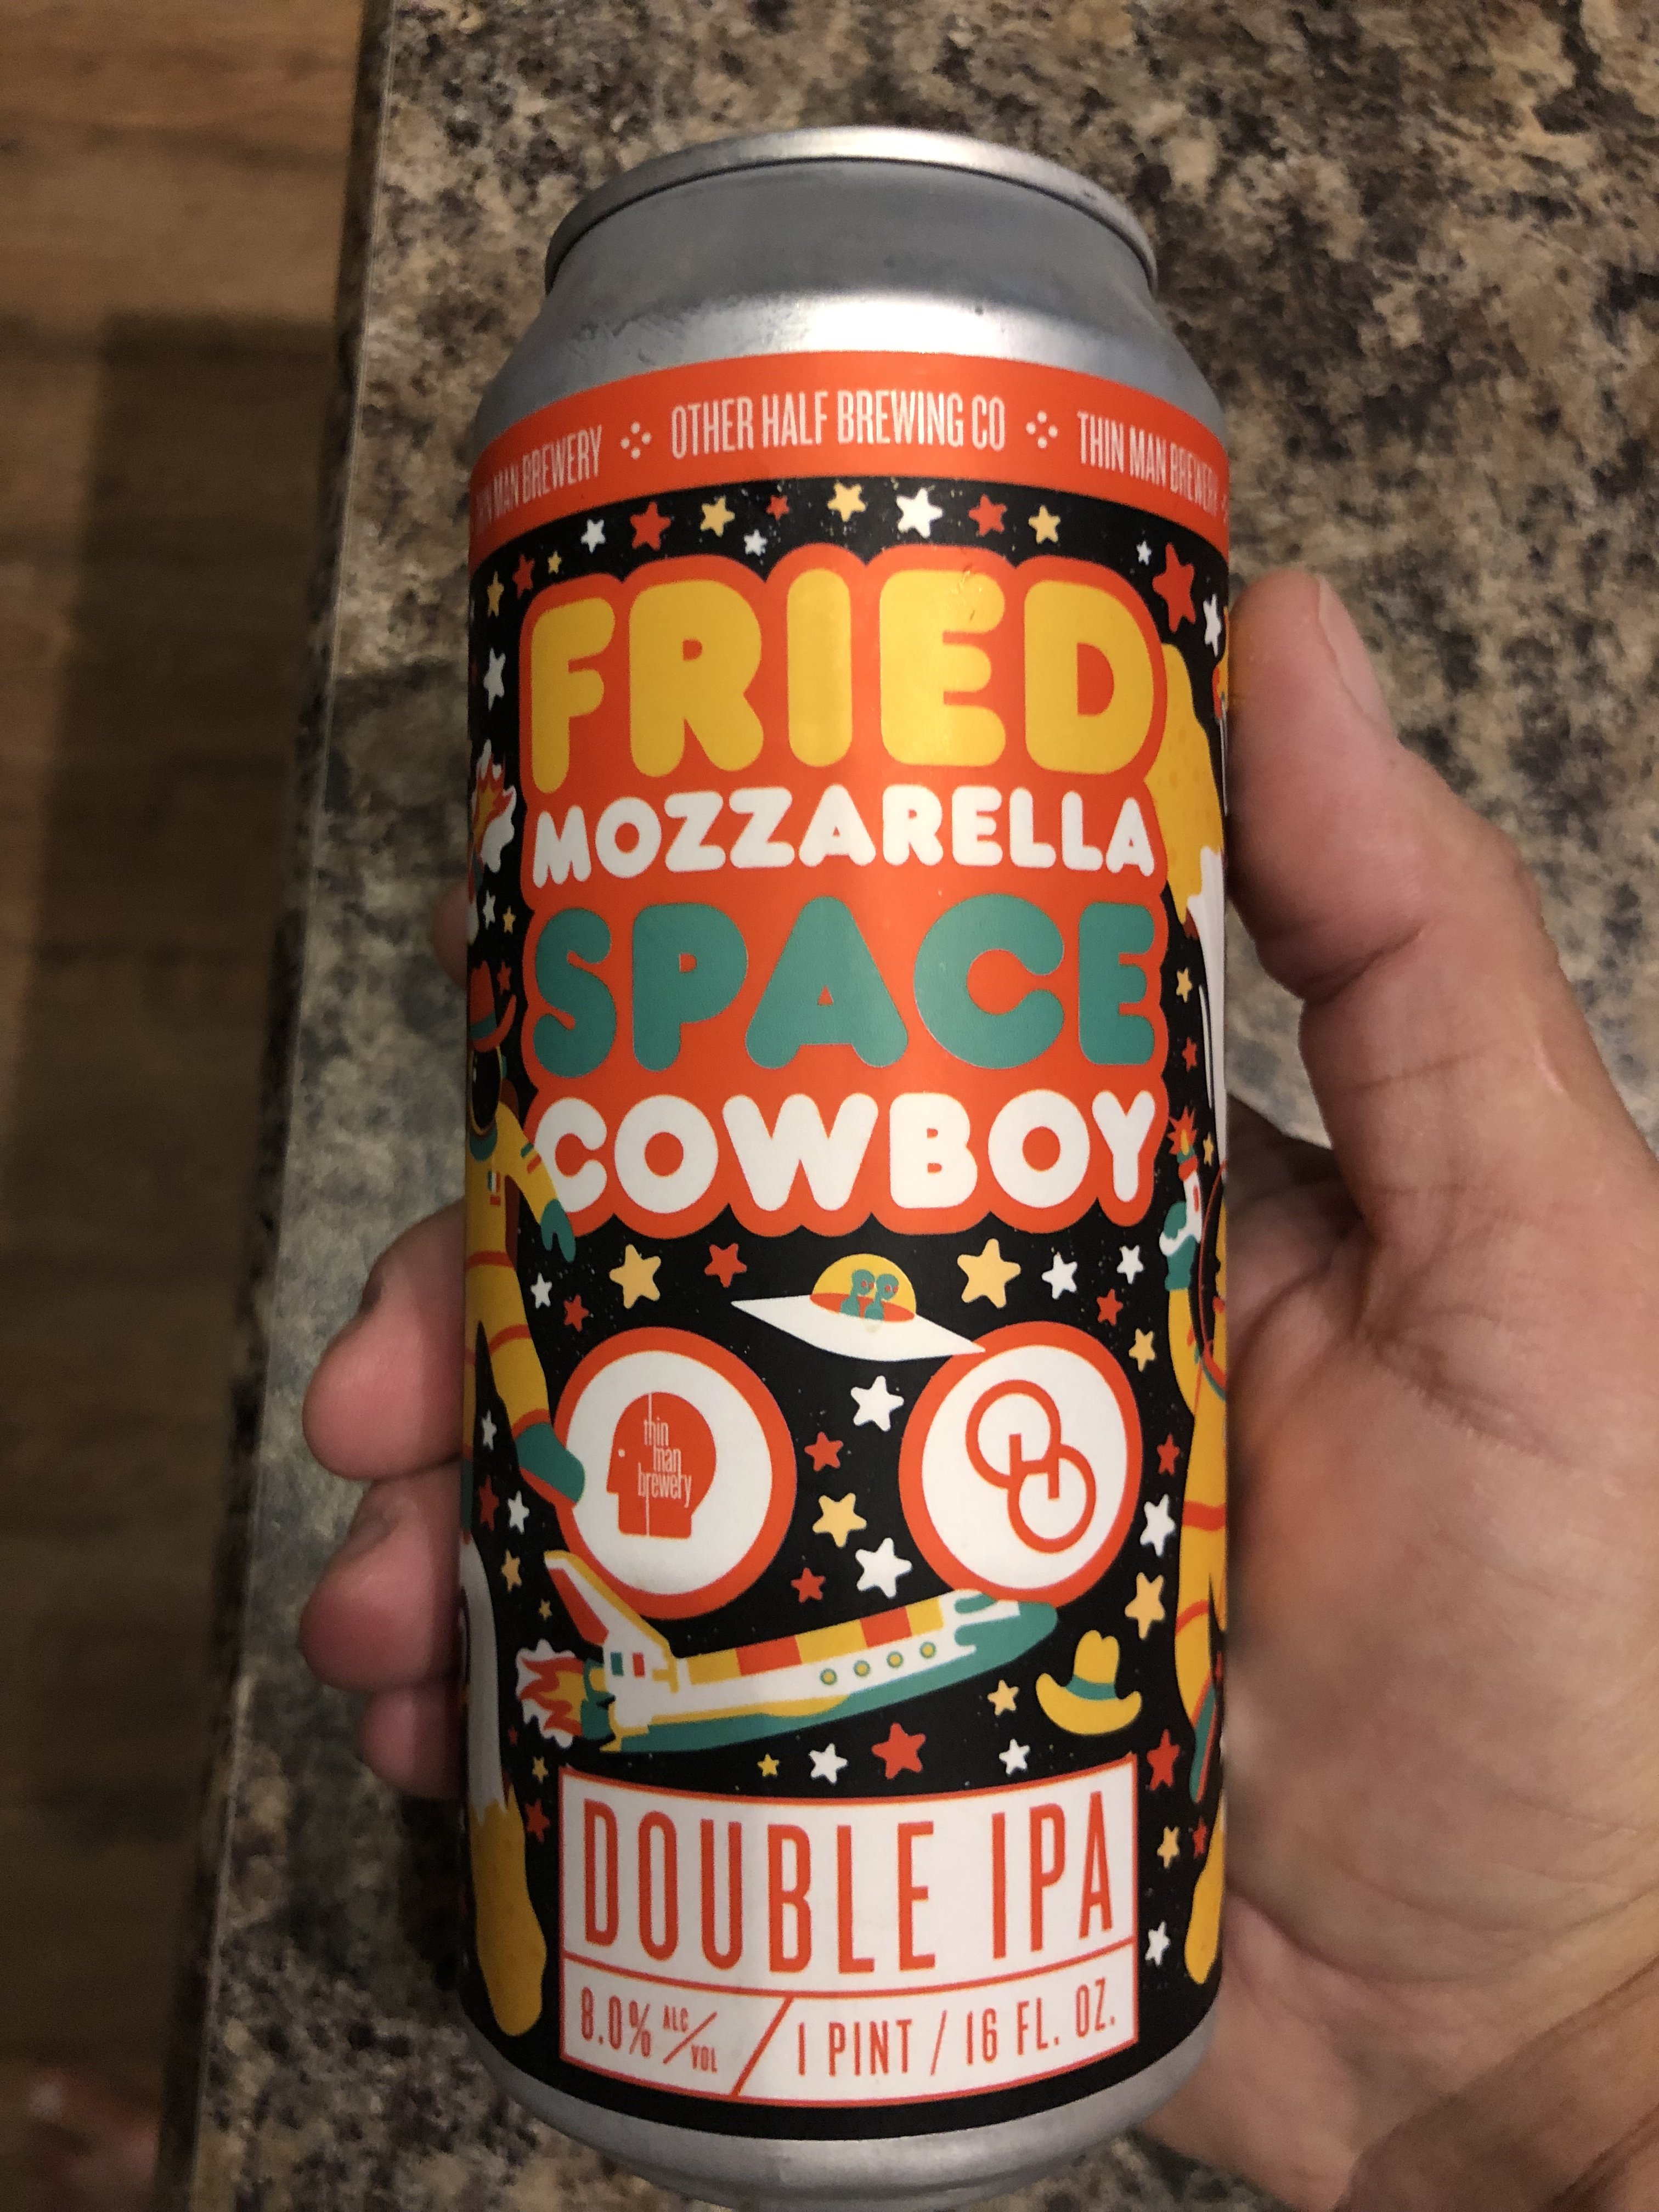 MAN BREWERY OTHER HALF BREWING CO THIN MAN BREWERY
FRIED
MOZZARELLA
SPACE
COWBOY
thin
man
brewery
OH
DOUBLE IPA
8.0% ALC/VOL / 1 PINT / 16 FL. OZ.